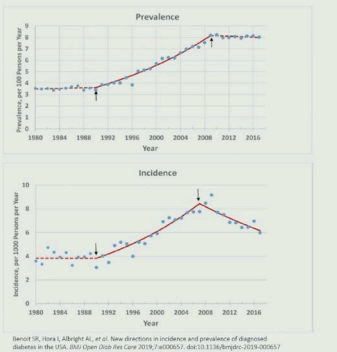 Prevalence
Prevalence, per 100 Persons per Year
9
8
7
6
5
4
3
2
1
0
1980 1984 1988 1992 1996 2000 2004 2008 2012 2016
Year
Incidence
Incidence, per 1000 Persons per Year
10
8
6
4
2
0
1980 1984 1988 1992 1996 2000 2004 2008 2012 2016
Year
Benoit SR, Hora I, Albright AL, et al. New directions in incidence and prevalence of diagnosed
diabetes in the USA. BMJ Open Diab Res Care 2019;7:e000657. doi:10.1136/bmjdrc-2019-000657